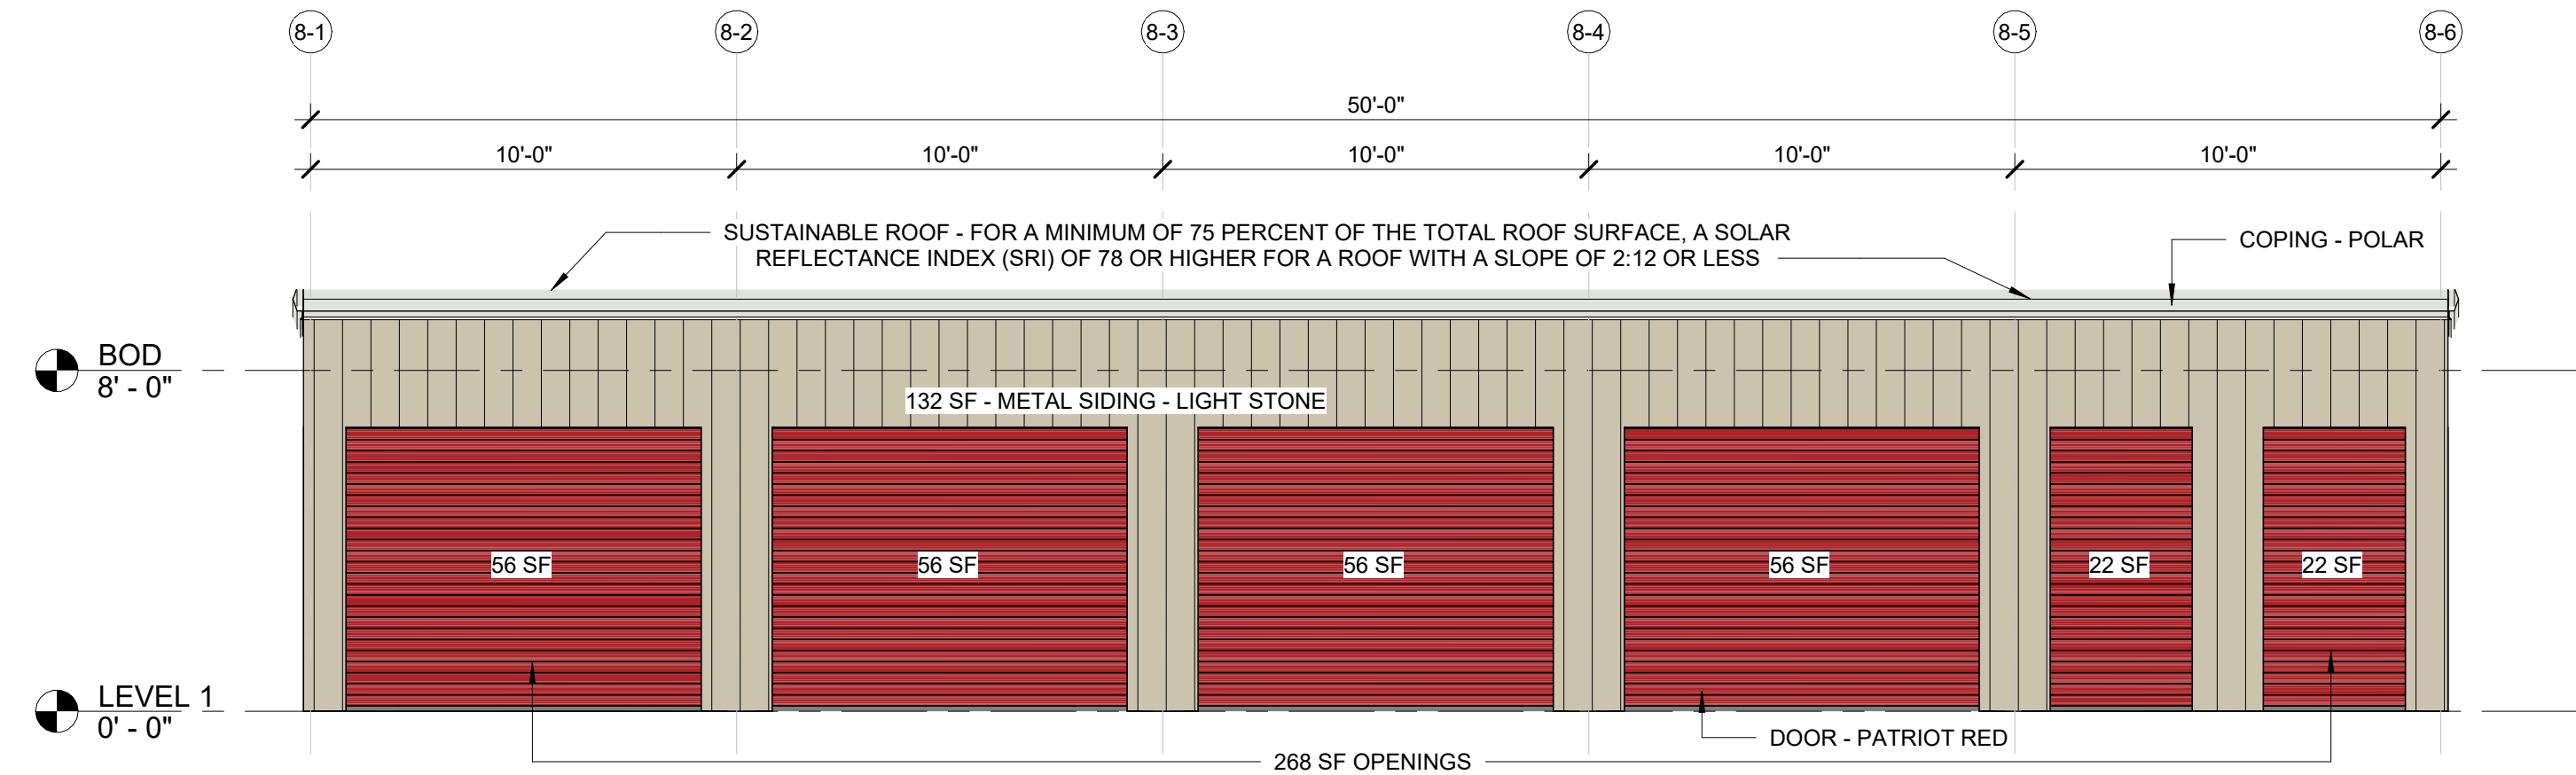 8-1
8-2
8-3
8-4
8-5
8-6
50'-0"
10'-0"
10'-0"
10'-0"
10'-0"
10'-0"
SUSTAINABLE ROOF - FOR A MINIMUM OF 75 PERCENT OF THE TOTAL ROOF SURFACE, A SOLAR
REFLECTANCE INDEX (SRI) OF 78 OR HIGHER FOR A ROOF WITH A SLOPE OF 2:12 OR LESS
COPING - POLAR
BOD
8' - 0"
132 SF - METAL SIDING - LIGHT STONE
56 SF
56 SF
56 SF
56 SF
22 SF
22 SF
LEVEL 1
0' - 0"
DOOR - PATRIOT RED
268 SF OPENINGS